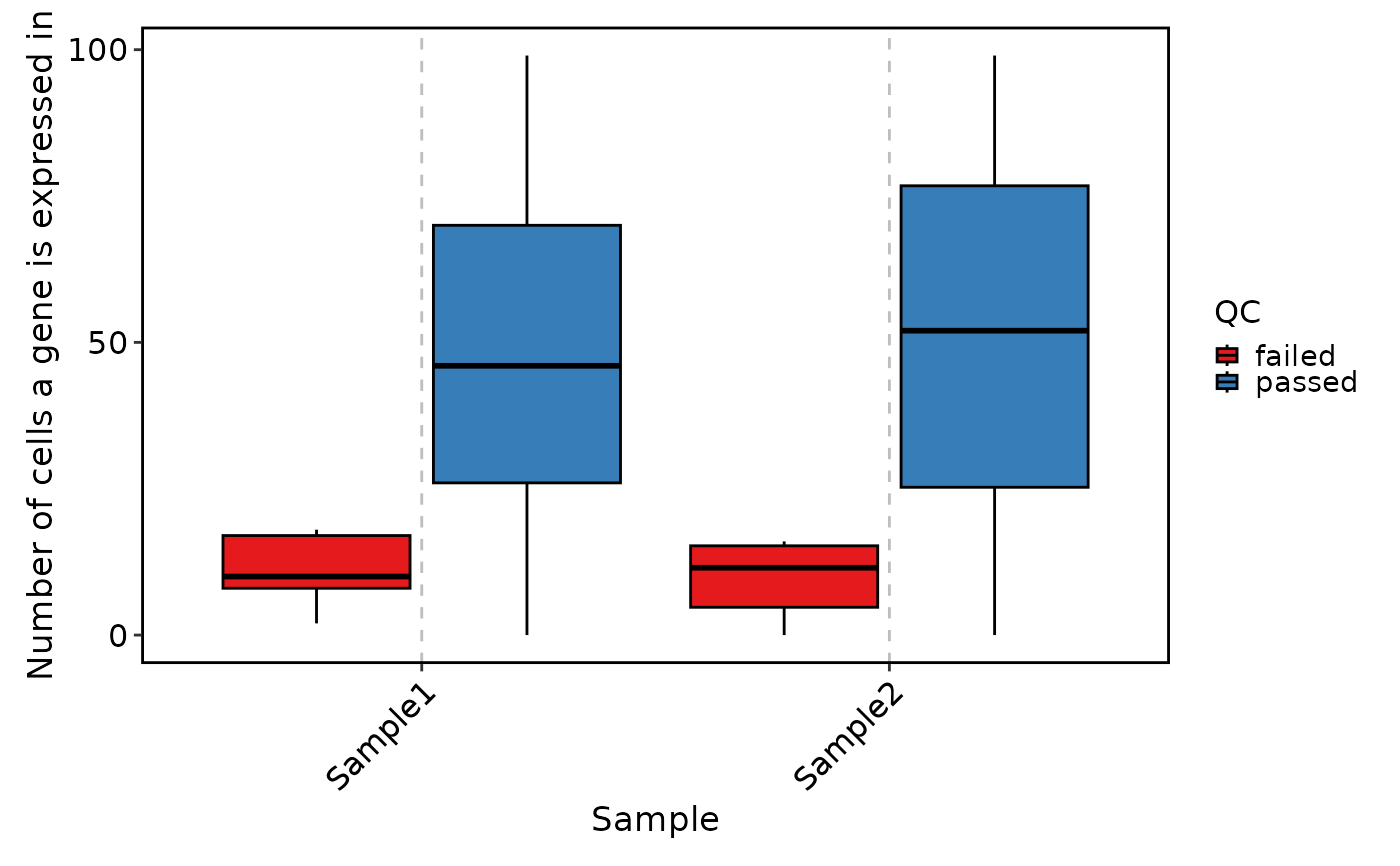 Number of cells a gene is expressed in
100
50
0
Sample1
Sample2
Sample
QC
failed
passed